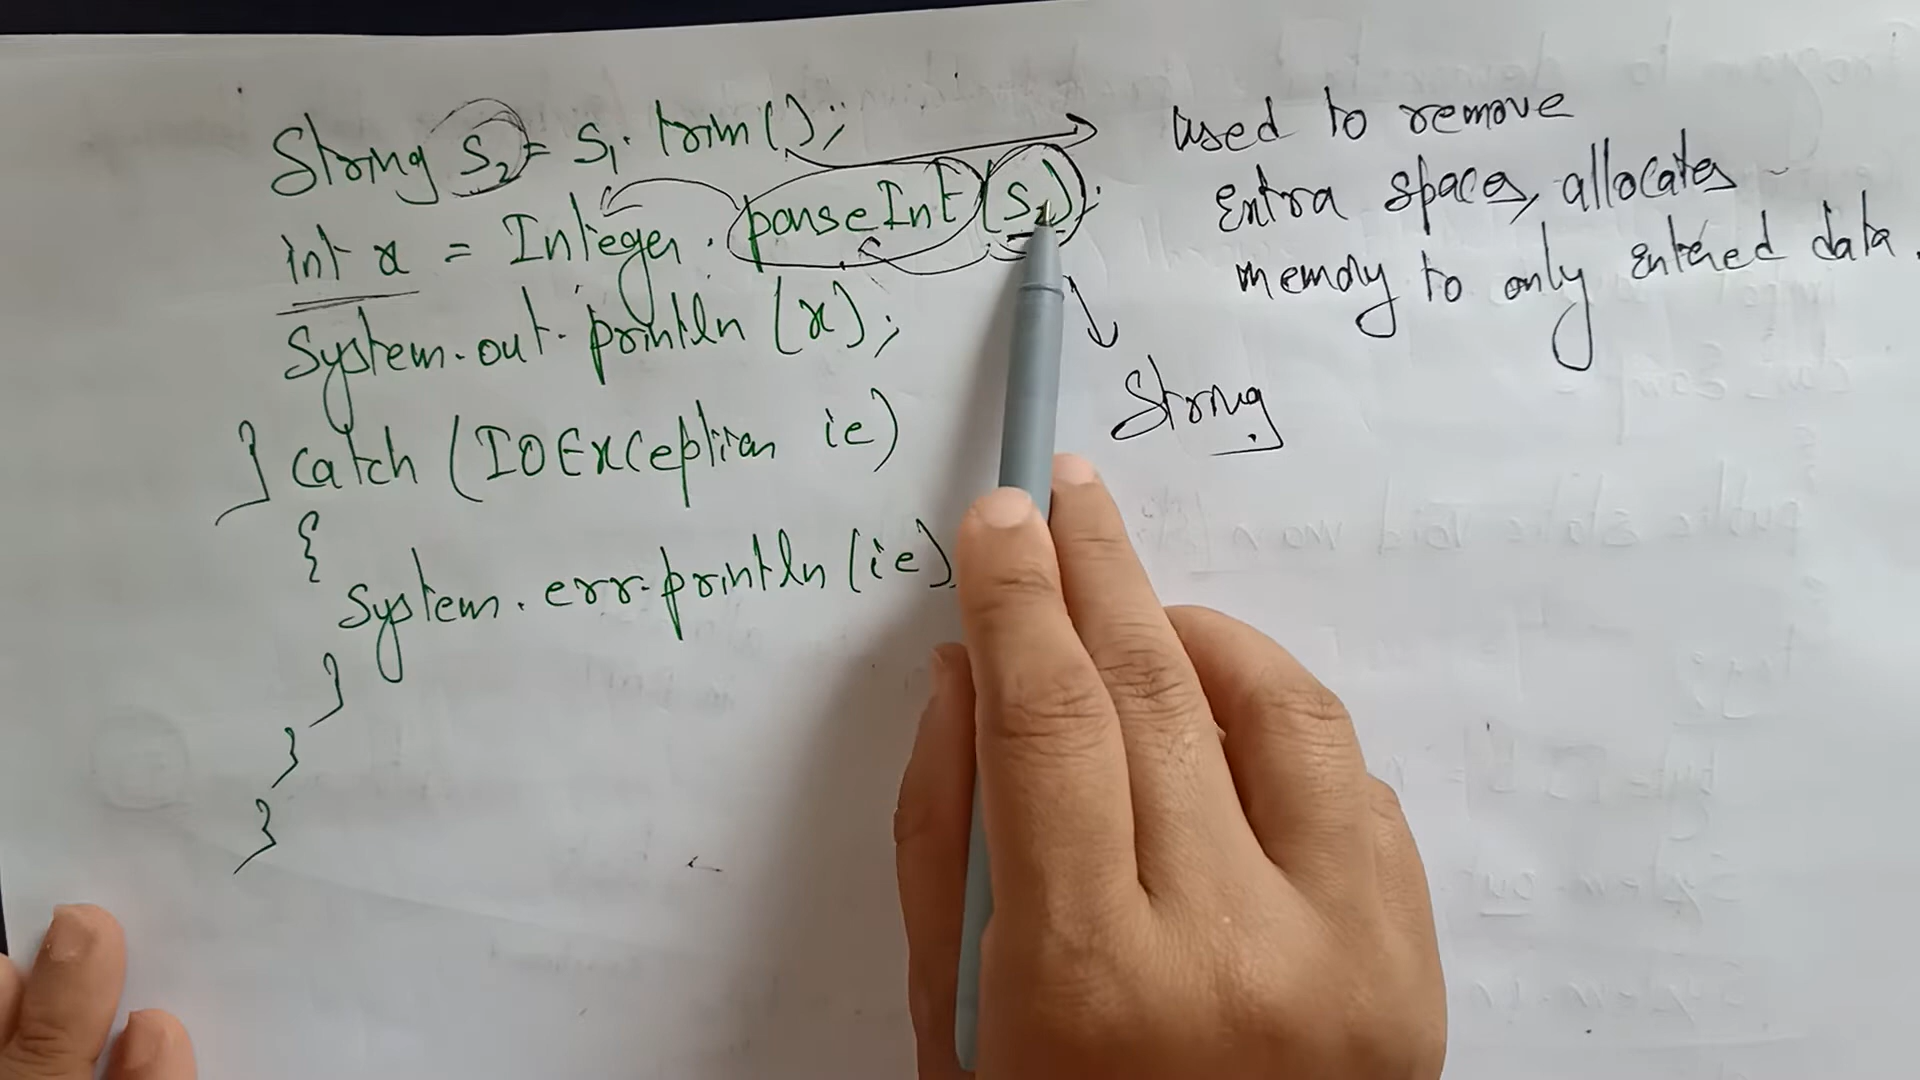 String s2 = s1.trim();
int x = Integer.parseInt(s2);
System.out.println(x);
} catch (IOException ie)
{
System.err.println(ie)
}
}
}
used to remove
extra spaces, allocates
memory to only entered data.
String